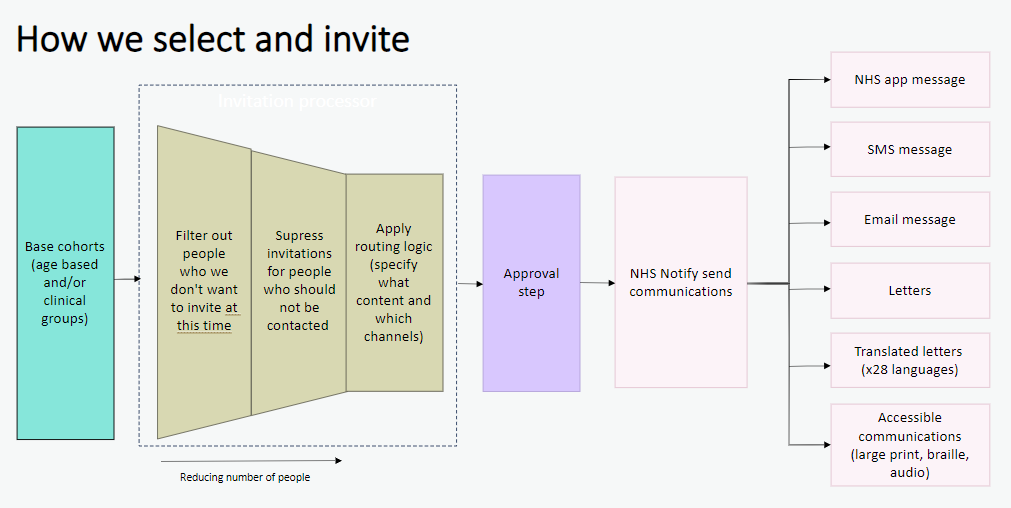 How we select and invite
Invitation processor
Base cohorts
(age based
and/or
clinical
groups)
Filter out
people
who we
don't want
to invite at
this time
Supress
invitations
for people
who should
not be
contacted
Apply
routing logic
(specify
what
content and
which
channels)
Reducing number of people
Approval
step
NHS Notify send
communications
NHS app message
SMS message
Email message
Letters
Translated letters
(x28 languages)
Accessible
communications
(large print, braille,
audio)